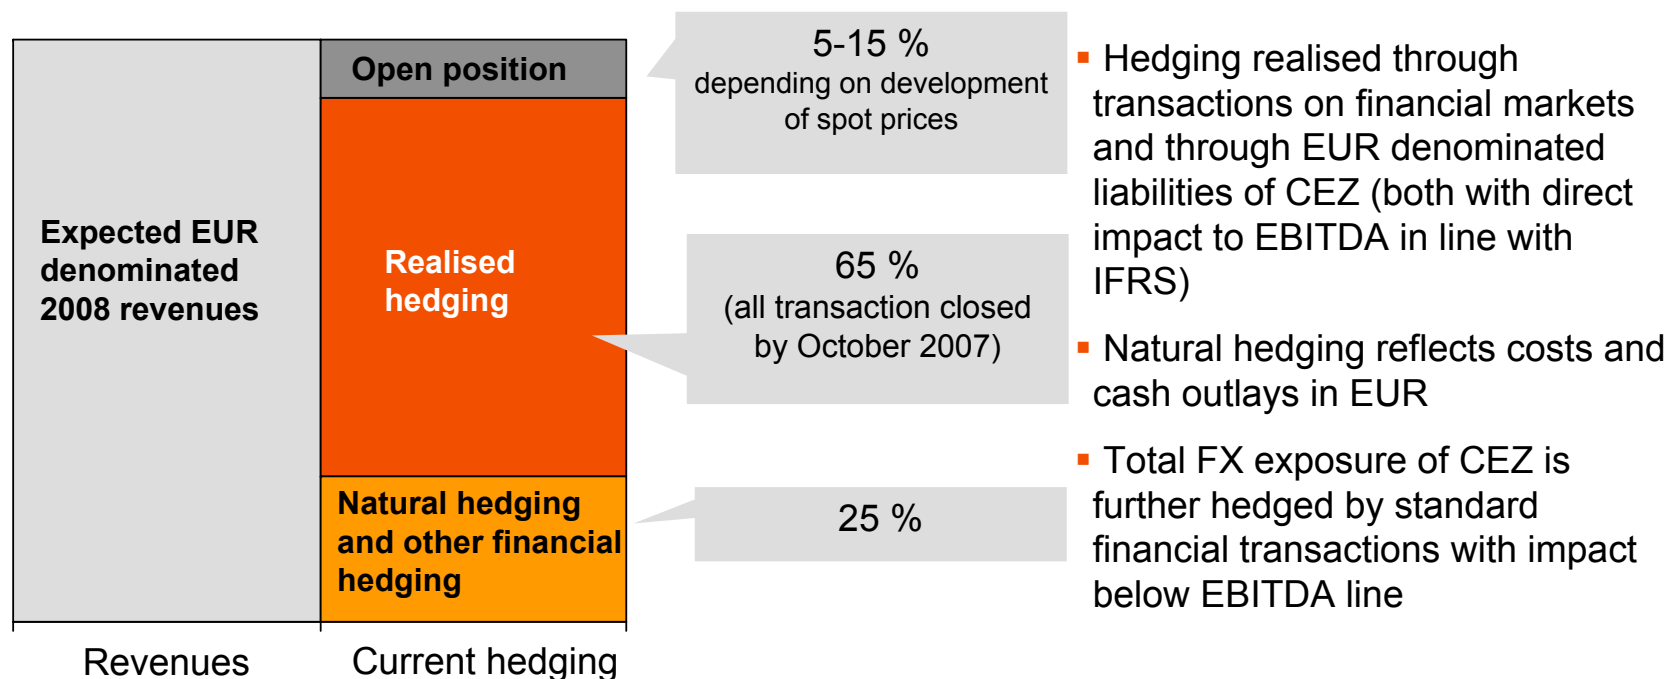 Open position
Expected EUR
denominated
2008 revenues
Realised
hedging
Natural hedging
and other financial
hedging
Revenues
Current hedging
5-15 %
depending on development
of spot prices
65 %
(all transaction closed
by October 2007)
25 %
▪ Hedging realised through
transactions on financial markets
and through EUR denominated
liabilities of CEZ (both with direct
impact to EBITDA in line with
IFRS)
▪ Natural hedging reflects costs and
cash outlays in EUR
▪ Total FX exposure of CEZ is
further hedged by standard
financial transactions with impact
below EBITDA line